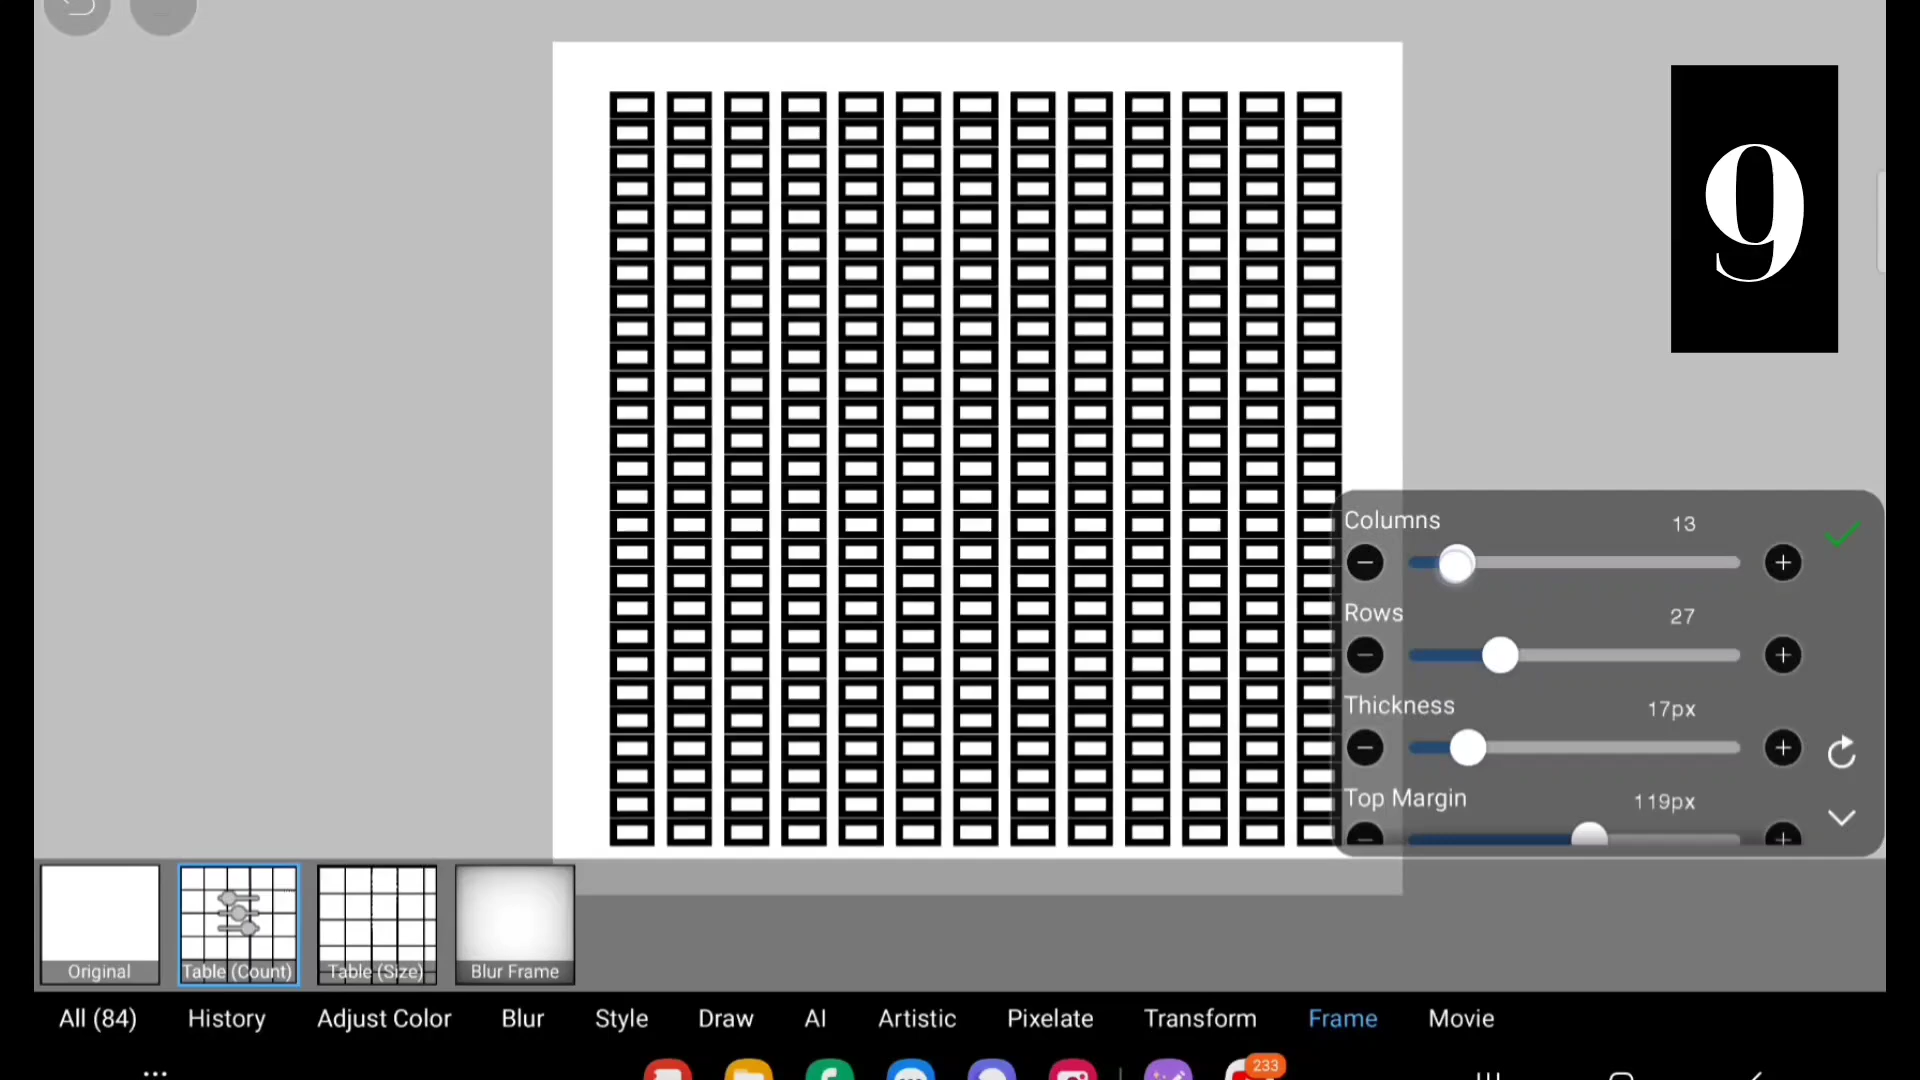 9
Columns 13
Rows 27
Thickness 17px
Top Margin 119px
Original Table (Count) Table (Size) Blur Frame
All (84) History Adjust Color Blur Style Draw AI Artistic Pixelate Transform Frame Movie
233